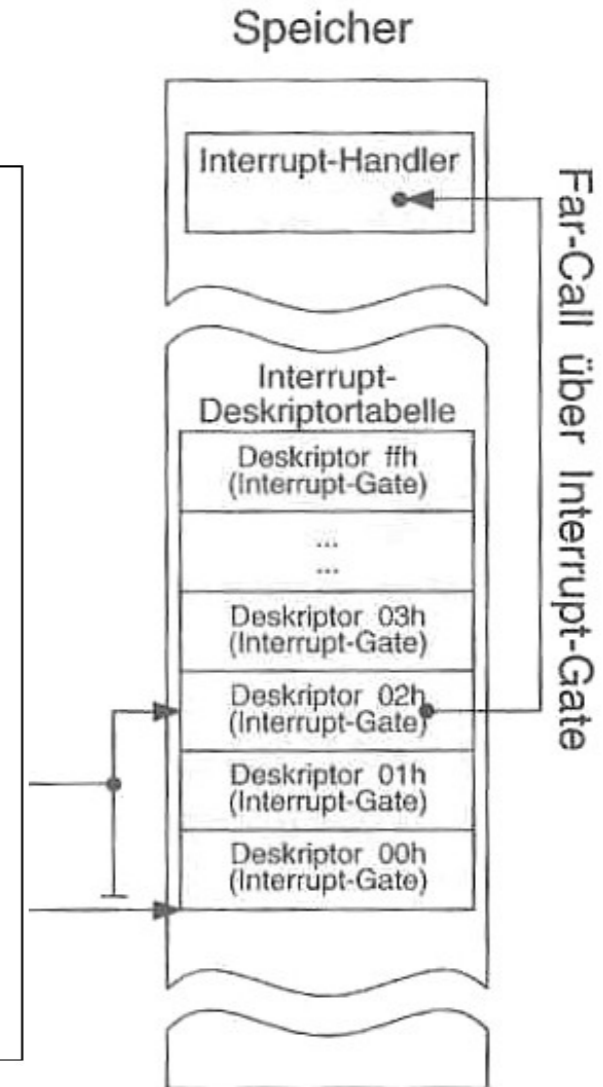 Speicher
Interrupt-Handler
Far-Call über Interrupt-Gate
Interrupt-
Deskriptortabelle
Deskriptor ffh
(Interrupt-Gate)
...
...
Deskriptor 03h
(Interrupt-Gate)
Deskriptor 02h
(Interrupt-Gate)
Deskriptor 01h
(Interrupt-Gate)
Deskriptor 00h
(Interrupt-Gate)